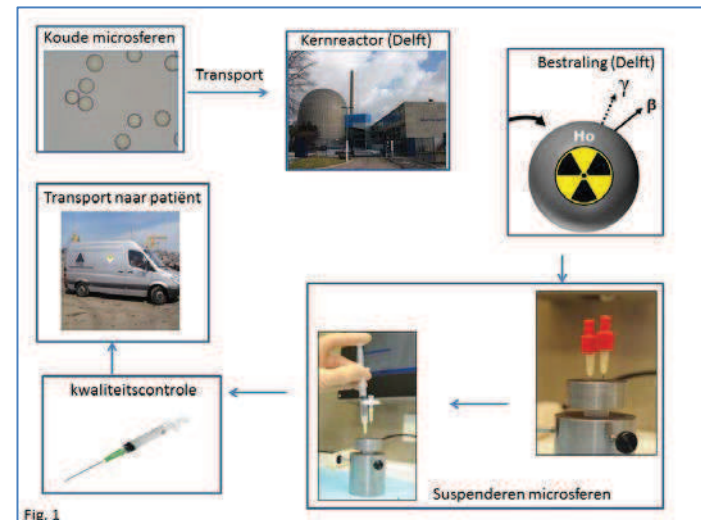 Koude microsferen
Transport
Kernreactor (Delft)
Bestraling (Delft)
γ
β
Ho
Transport naar patiënt
kwaliteitscontrole
Suspenderen microsferen
Fig. 1